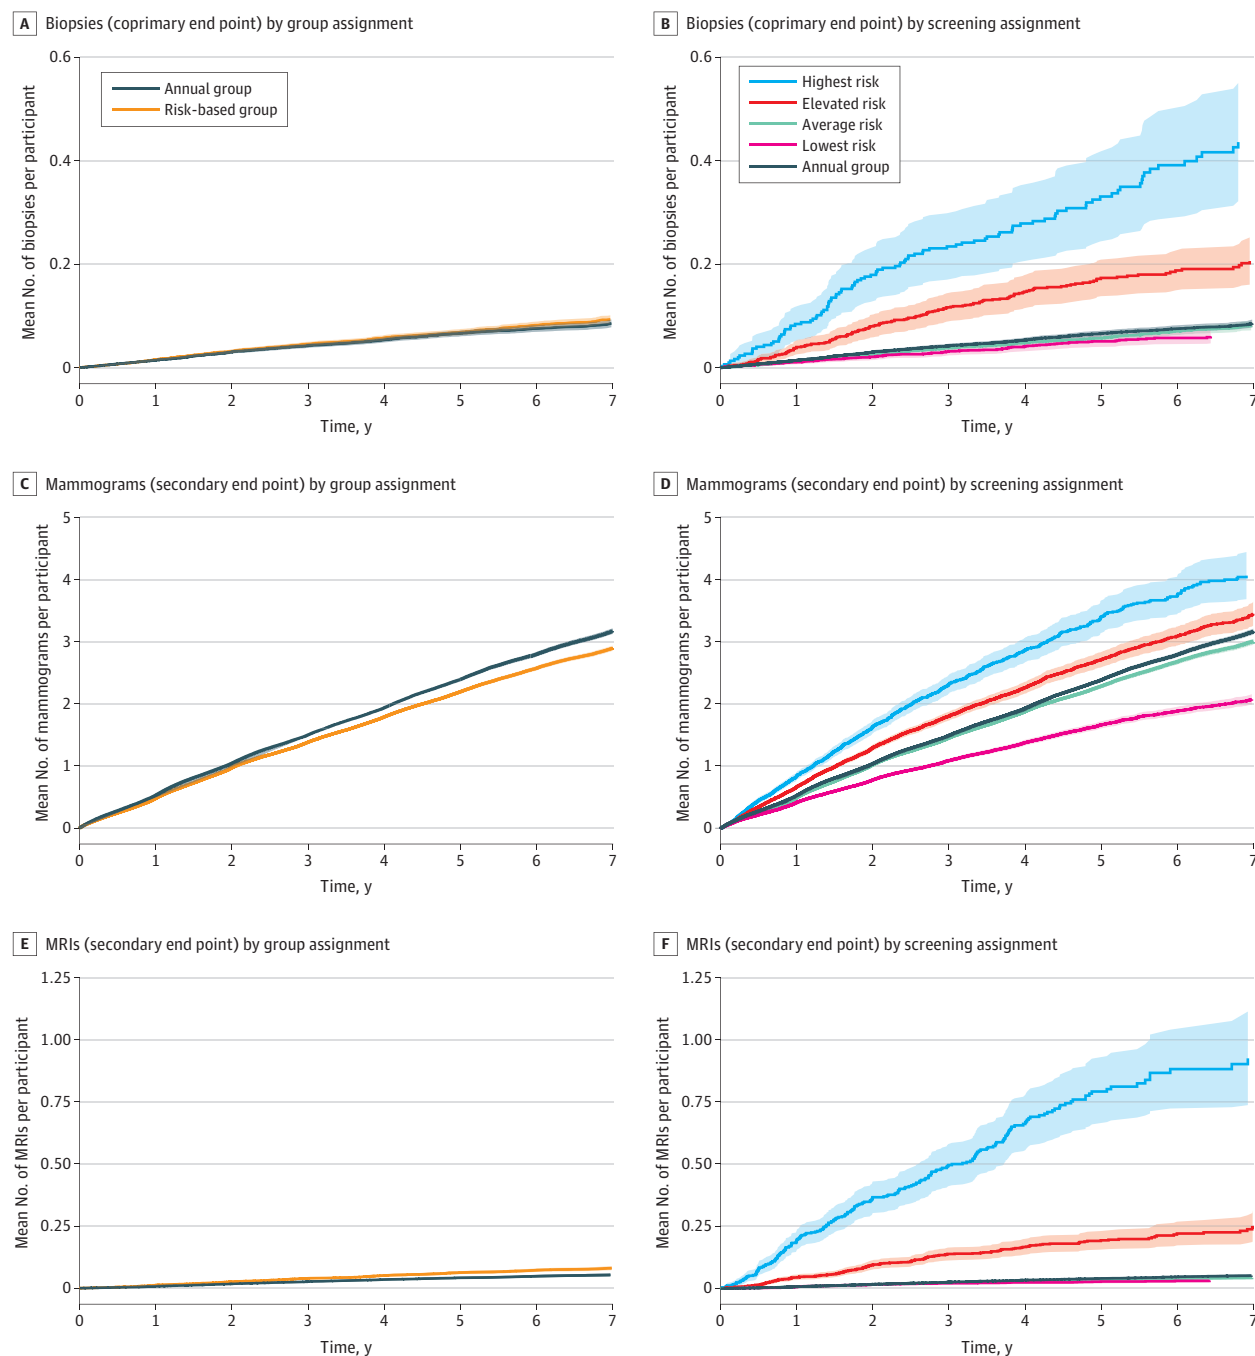 A Biopsies (coprimary end point) by group assignment
Mean No. of biopsies per participant
0.6
0.4
0.2
0
Annual group
Risk-based group
0 1 2 3 4 5 6 7
Time, y
B Biopsies (coprimary end point) by screening assignment
Mean No. of biopsies per participant
0.6
0.4
0.2
0
Highest risk
Elevated risk
Average risk
Lowest risk
Annual group
0 1 2 3 4 5 6 7
Time, y
C Mammograms (secondary end point) by group assignment
Mean No. of mammograms per participant
5
4
3
2
1
0
0 1 2 3 4 5 6 7
Time, y
D Mammograms (secondary end point) by screening assignment
Mean No. of mammograms per participant
5
4
3
2
1
0
0 1 2 3 4 5 6 7
Time, y
E MRIs (secondary end point) by group assignment
Mean No. of MRIs per participant
1.25
1.00
0.75
0.50
0.25
0
0 1 2 3 4 5 6 7
Time, y
F MRIs (secondary end point) by screening assignment
Mean No. of MRIs per participant
1.25
1.00
0.75
0.50
0.25
0
0 1 2 3 4 5 6 7
Time, y